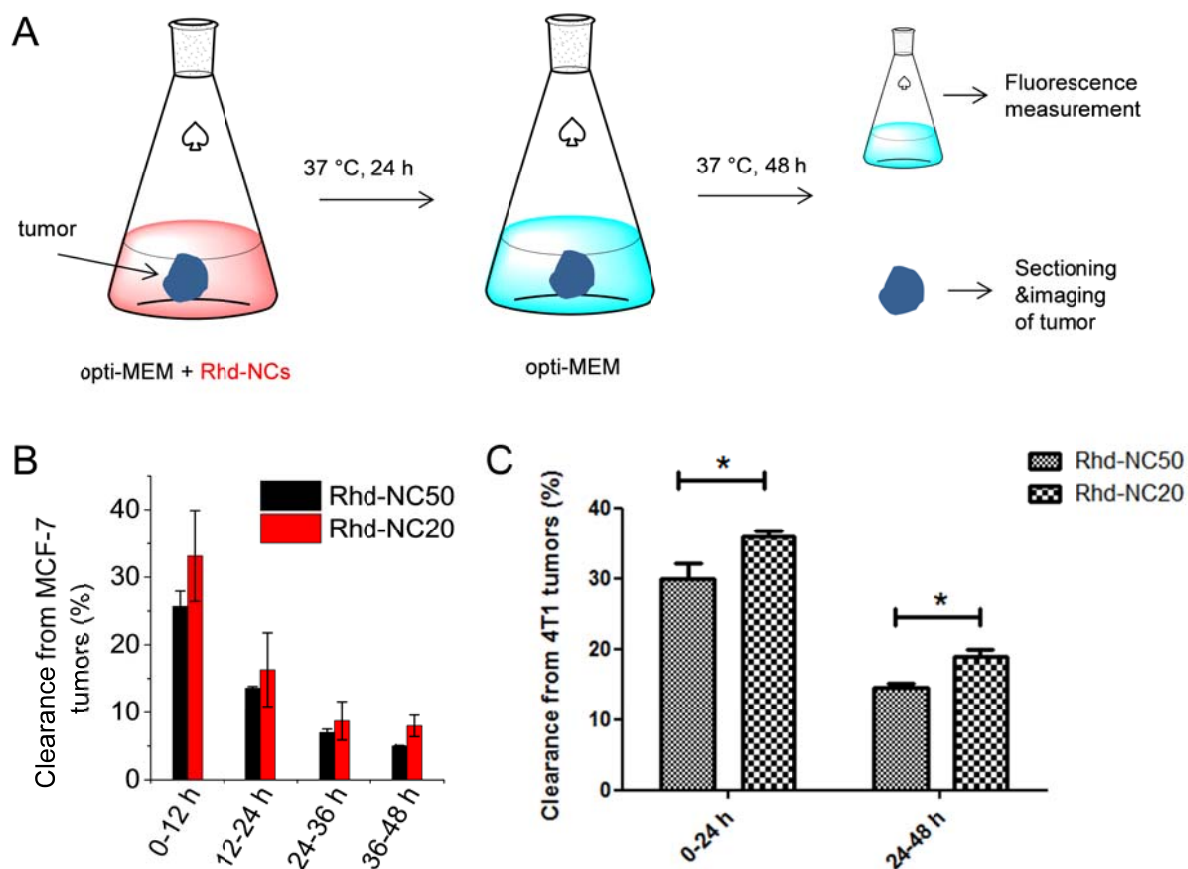 A
tumor
opti-MEM + Rhd-NCs
37 °C, 24 h
opti-MEM
37 °C, 48 h
Fluorescence
measurement
Sectioning
&imaging
of tumor
B
Clearance from MCF-7
tumors (%)
40
30
20
10
0
Rhd-NC50
Rhd-NC20
0-12 h
12-24 h
24-36 h
36-48 h
C
Clearance from 4T1 tumors (%)
40
30
20
10
0
*
*
Rhd-NC50
Rhd-NC20
0-24 h
24-48 h